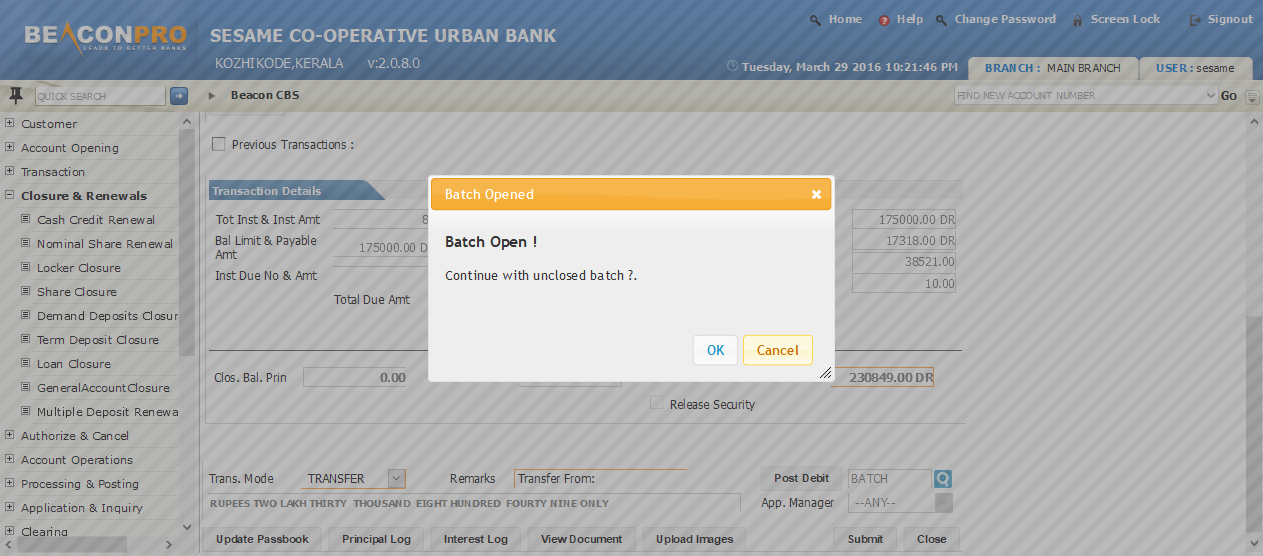 BEACONPRO
LEADS TO BETTER BANKS
SESAME CO-OPERATIVE URBAN BANK
KOZHIKODE,KERALA v:2.0.8.0
Home Help Change Password Screen Lock Signout
Tuesday, March 29 2016 10:21:46 PM BRANCH : MAIN BRANCH USER : sesame
QUICK SEARCH
Beacon CBS
FIND NEW ACCOUNT NUMBER Go
Customer
Account Opening
Transaction
Closure & Renewals
Cash Credit Renewal
Nominal Share Renewal
Locker Closure
Share Closure
Demand Deposits Closur
Term Deposit Closure
Loan Closure
GeneralAccountClosure
Multiple Deposit Renewa
Authorize & Cancel
Account Operations
Processing & Posting
Application & Inquiry
Clearing
Previous Transactions :
Transaction Details
Tot Inst & Inst Amt 8 175000.00 DR
Bal Limit & Payable Amt 175000.00 D 17318.00 DR
38521.00
Inst Due No & Amt 10.00
Total Due Amt
Batch Opened
Batch Open !
Continue with unclosed batch ?.
OK Cancel
Clos. Bal. Prin 0.00 230849.00 DR
Release Security
Trans. Mode TRANSFER Remarks Transfer From: Post Debit BATCH
RUPEES TWO LAKH THIRTY THOUSAND EIGHT HUNDRED FOURTY NINE ONLY App. Manager --ANY--
Update Passbook Principal Log Interest Log View Document Upload Images Submit Close